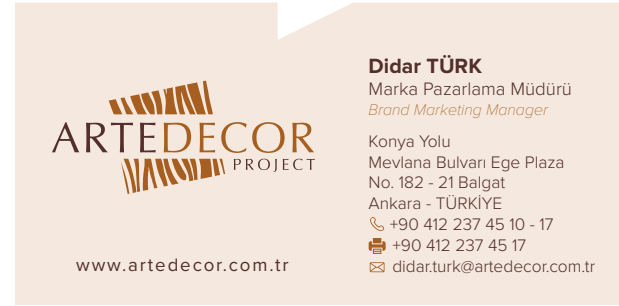 ARTEDECOR
PROJECT
www.artedecor.com.tr
Didar TÜRK
Marka Pazarlama Müdürü
Brand Marketing Manager
Konya Yolu
Mevlana Bulvarı Ege Plaza
No. 182 - 21 Balgat
Ankara - TÜRKİYE
+90 412 237 45 10 - 17
+90 412 237 45 17
didar.turk@artedecor.com.tr